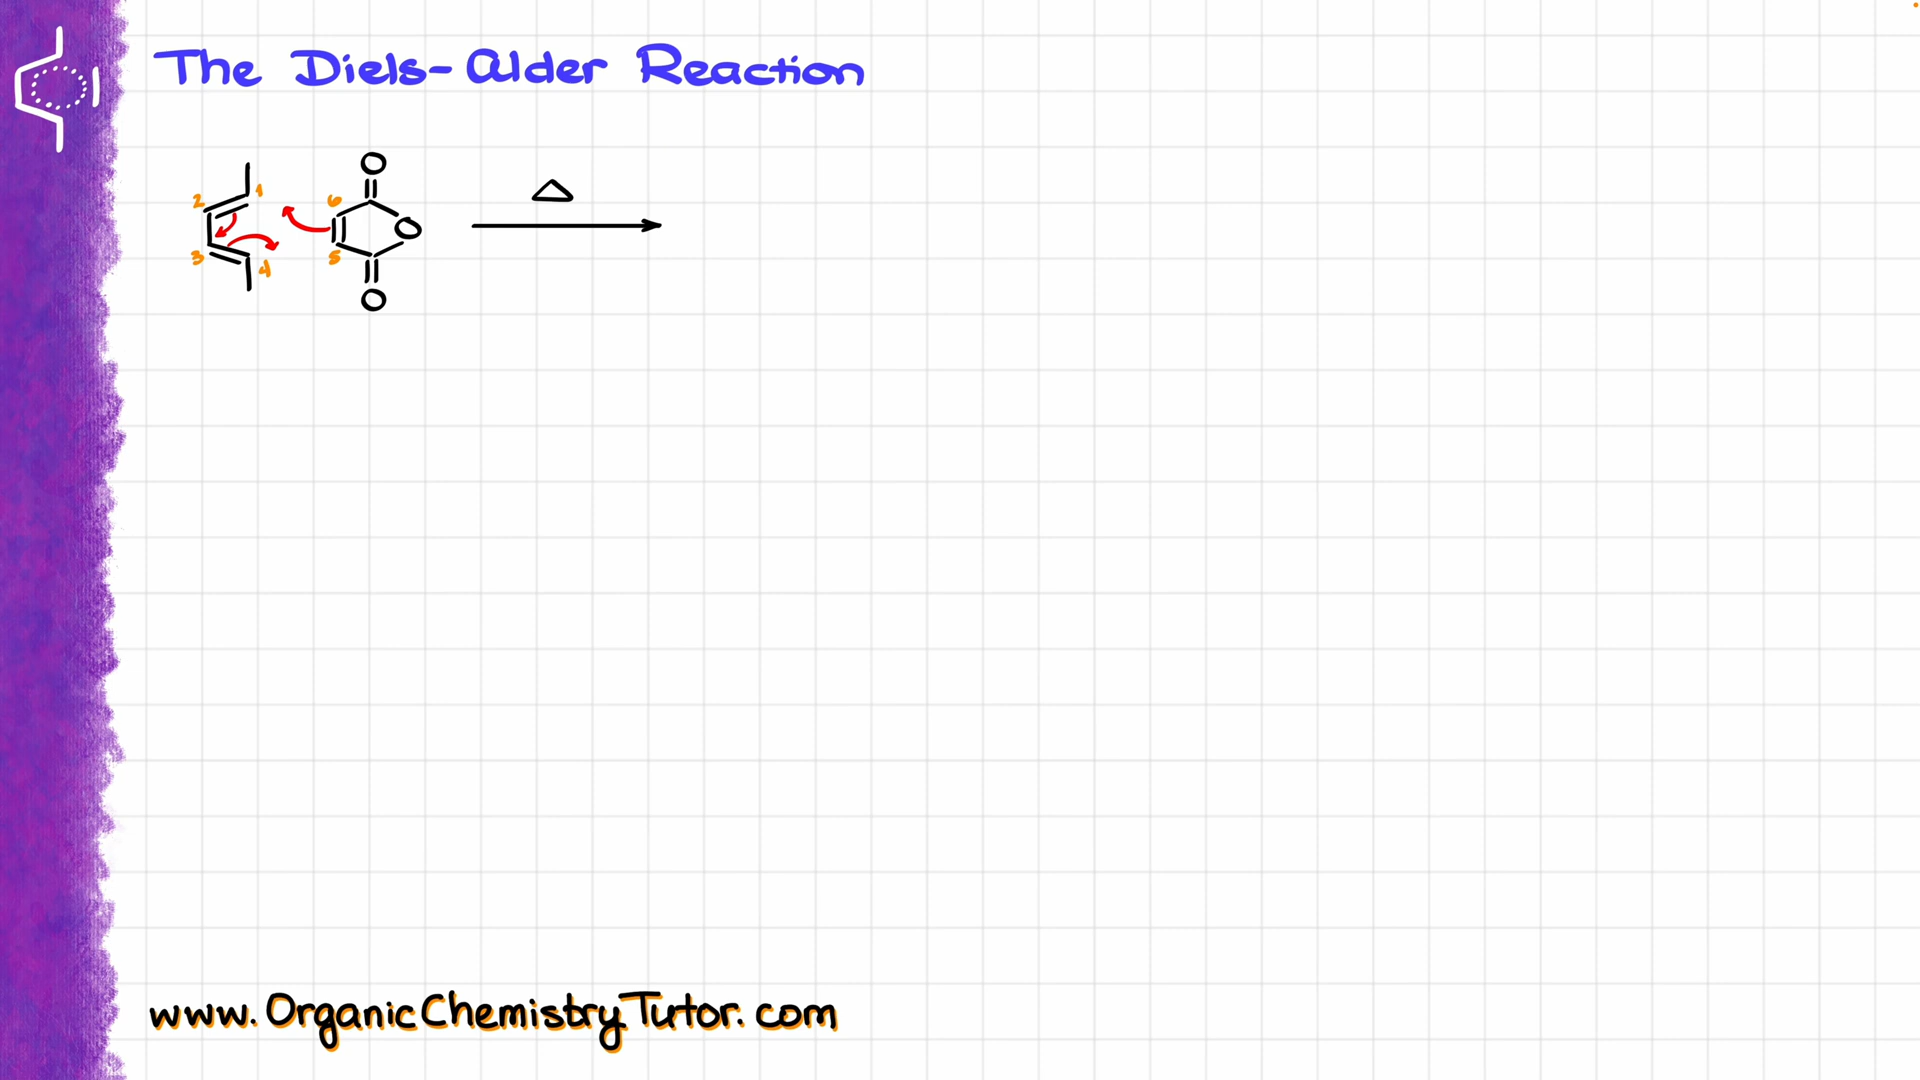 The Diels-Alder Reaction
O
2 1 6 Δ
O
3 4 5
O
www.OrganicChemistryTutor.com